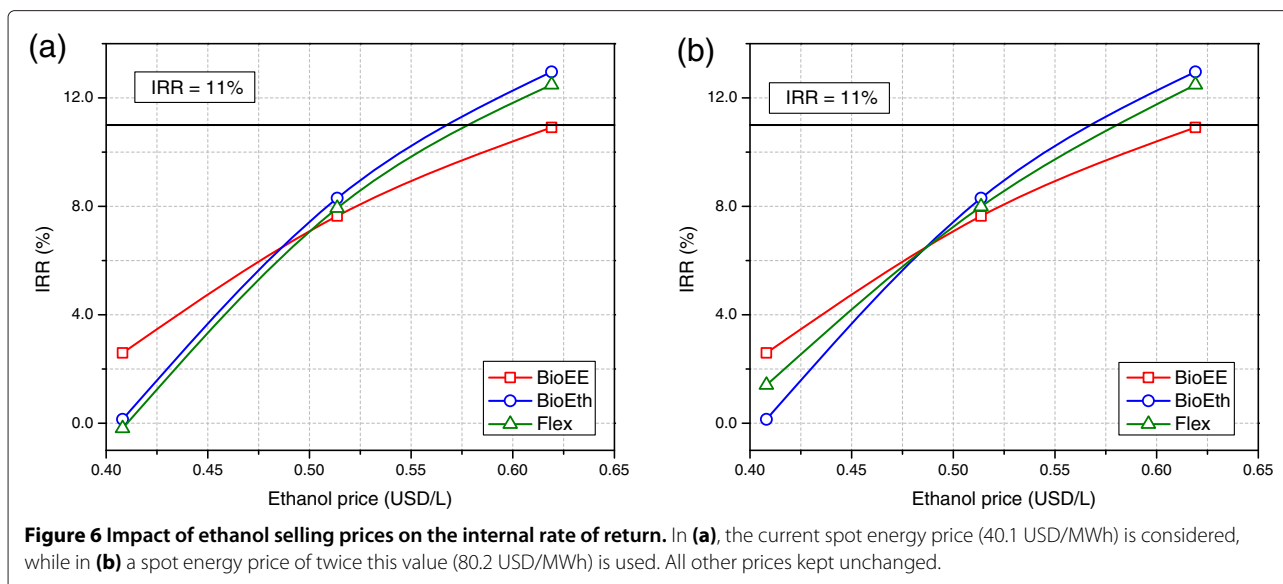 (a)
IRR = 11%
12.0
8.0
4.0
0.0
IRR (%)
0.40 0.45 0.50 0.55 0.60 0.65
Ethanol price (USD/L)
BioEE
BioEth
Flex
(b)
IRR = 11%
12.0
8.0
4.0
0.0
IRR (%)
0.40 0.45 0.50 0.55 0.60 0.65
Ethanol price (USD/L)
BioEE
BioEth
Flex
Figure 6 Impact of ethanol selling prices on the internal rate of return. In (a), the current spot energy price (40.1 USD/MWh) is considered,
while in (b) a spot energy price of twice this value (80.2 USD/MWh) is used. All other prices kept unchanged.